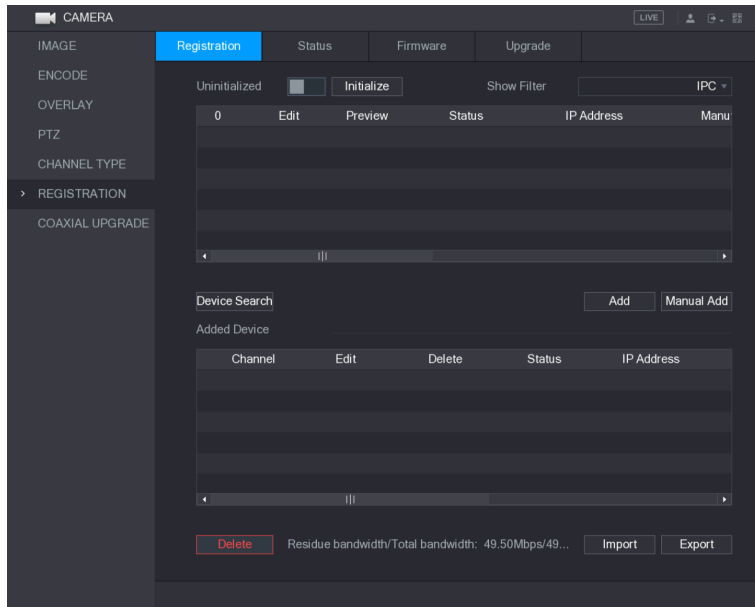 CAMERA
LIVE
IMAGE
ENCODE
OVERLAY
PTZ
CHANNEL TYPE
REGISTRATION
COAXIAL UPGRADE
Registration Status Firmware Upgrade
Uninitialized Initialize Show Filter IPC
0 Edit Preview Status IP Address Manu
Device Search Add Manual Add
Added Device
Channel Edit Delete Status IP Address
Delete Residue bandwidth/Total bandwidth: 49.50Mbps/49... Import Export